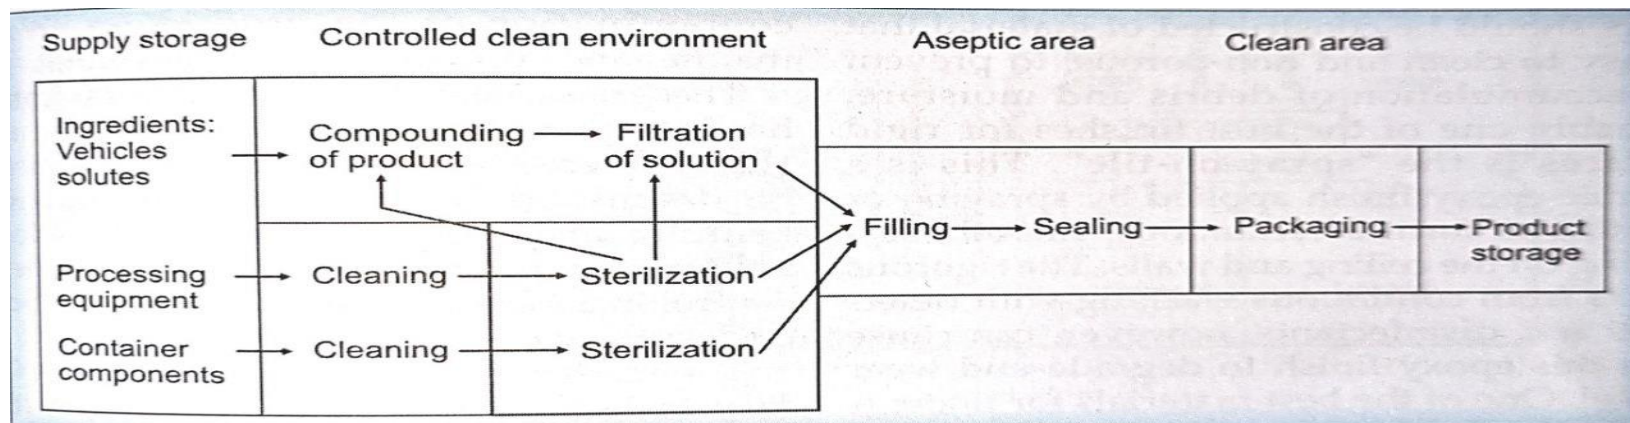 Supply storage
Controlled clean environment
Aseptic area
Clean area
Ingredients:
Vehicles
solutes
Compounding
of product
Filtration
of solution
Filling
Sealing
Packaging
Product
storage
Processing
equipment
Cleaning
Sterilization
Container
components
Cleaning
Sterilization